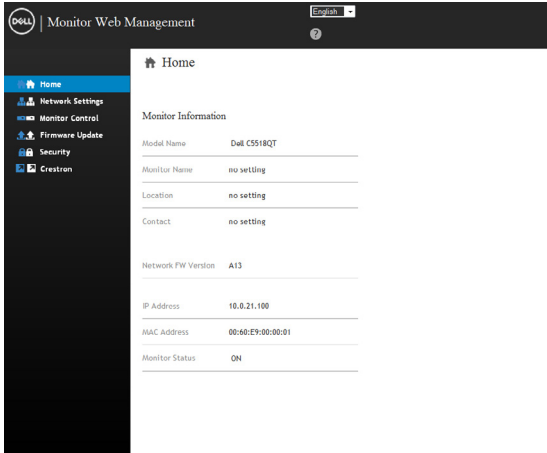 DELL Monitor Web Management
English
?
Home
Home
Network Settings
Monitor Control
Firmware Update
Security
Crestron
Monitor Information
Model Name Dell C5518QT
Monitor Name no setting
Location no setting
Contact no setting
Network FW Version A13
IP Address 10.0.21.100
MAC Address 00:60:E9:00:00:01
Monitor Status ON